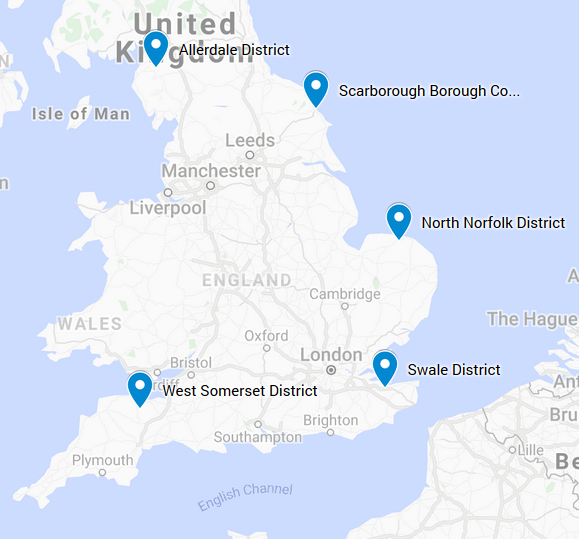 United
Kingdom
Allerdale District
Scarborough Borough Co...
Isle of Man
Leeds
Manchester
Liverpool
North Norfolk District
ENGLAND
Cambridge
The Hague
WALES
Oxford
London
Bristol
Swale District
West Somerset District
Brighton
Southampton
Plymouth
Lille
English Channel